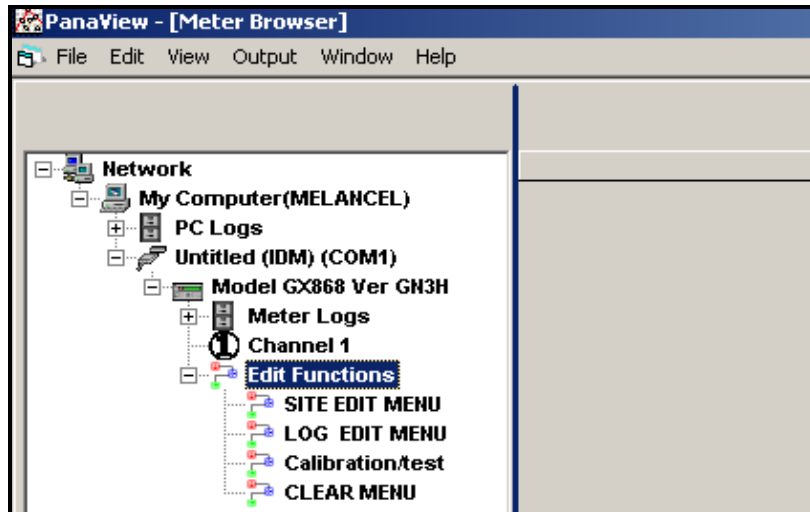 PanaView - [Meter Browser]
File Edit View Output Window Help
Network
My Computer(MELANCEL)
PC Logs
Untitled (IDM) (COM1)
Model GX868 Ver GN3H
Meter Logs
1 Channel 1
Edit Functions
SITE EDIT MENU
LOG EDIT MENU
Calibration/test
CLEAR MENU